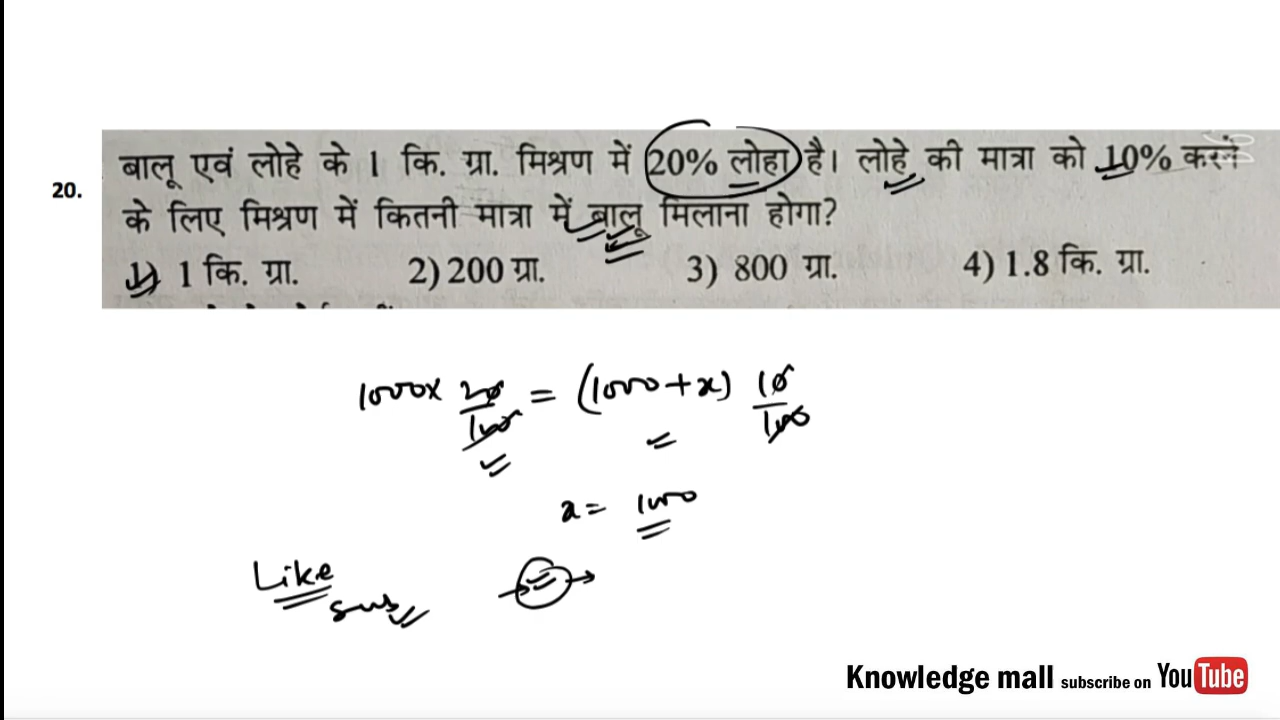 बालू एवं लोहे के 1 कि. ग्रा. मिश्रण में 20% लोहा है। लोहे की मात्रा को 10% करने
20.
के लिए मिश्रण में कितनी मात्रा में बालू मिलाना होगा?
1) 1 कि. ग्रा. 2) 200 ग्रा. 3) 800 ग्रा. 4) 1.8 कि. ग्रा.
1000 x 20/100 = (1000 + x) 10/100
x = 1000
Like
sub
Knowledge mall subscribe on YouTube